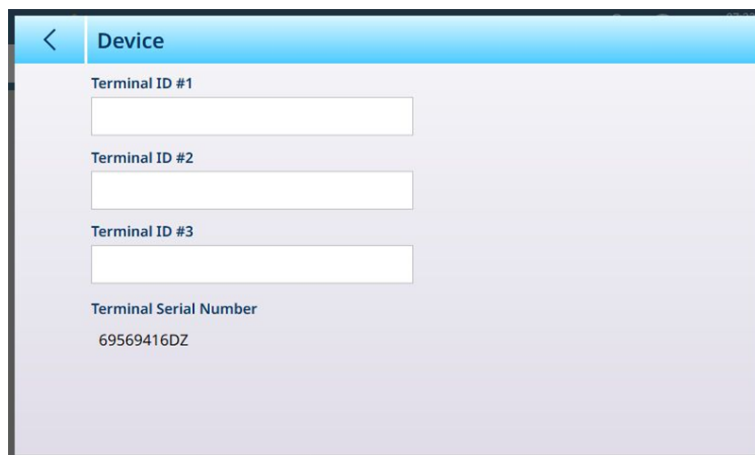 Device
Terminal ID #1
Terminal ID #2
Terminal ID #3
Terminal Serial Number
69569416DZ